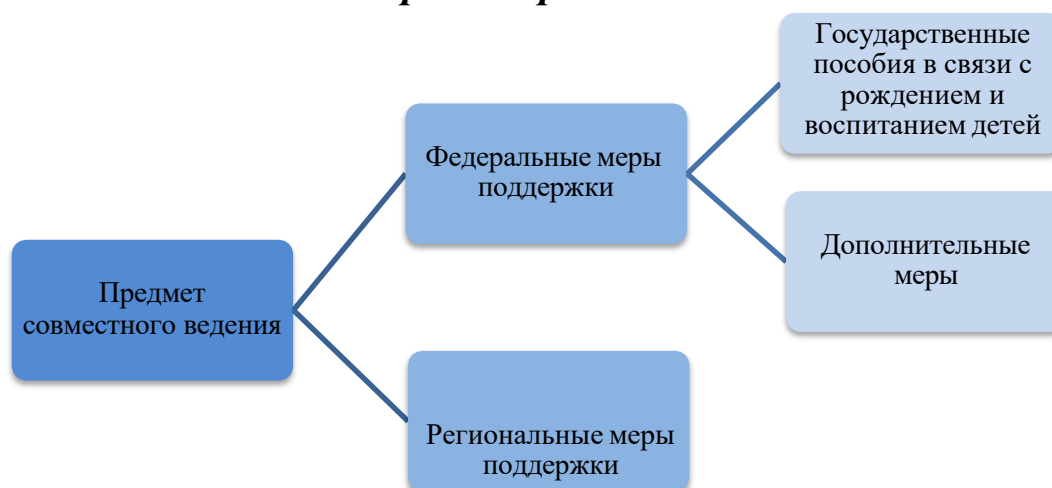 Государственные
пособия в связи с
рождением и
воспитанием детей
Федеральные меры
поддержки
Дополнительные
меры
Предмет
совместного ведения
Региональные меры
поддержки